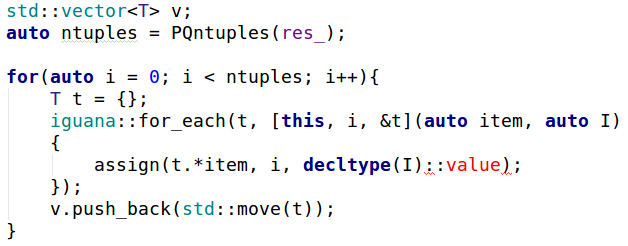 std::vector<T> v;
auto ntuples = PQntuples(res_);

for(auto i = 0; i < ntuples; i++){
    T t = {};
    iguana::for_each(t, [this, i, &t](auto item, auto I)
    {
        assign(t.*item, i, decltype(I)::value);
    });
    v.push_back(std::move(t));
}